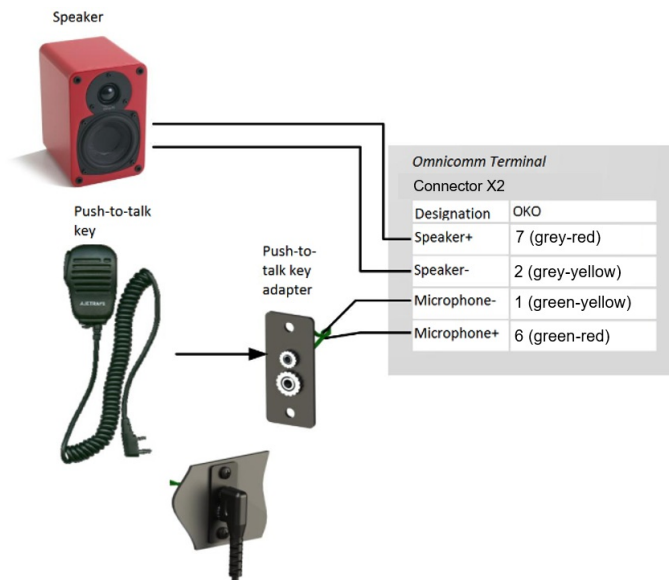 Speaker
Omnicomm Terminal
Connector X2
Designation OKO
Speaker+ 7 (grey-red)
Speaker- 2 (grey-yellow)
Microphone- 1 (green-yellow)
Microphone+ 6 (green-red)
Push-to-talk
key
Push-to-
talk key
adapter